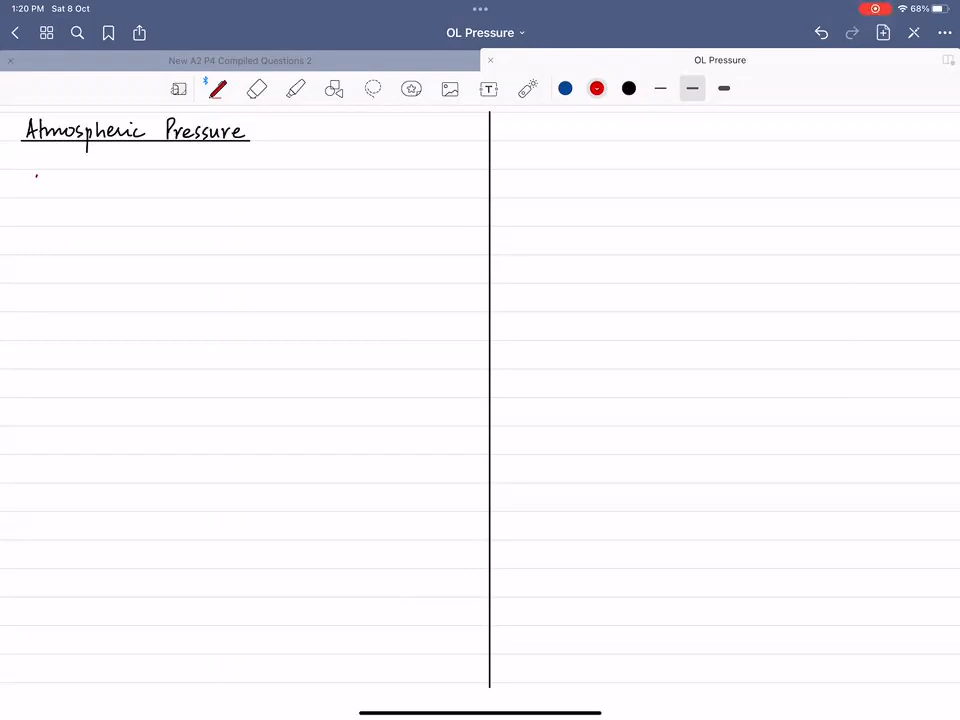 1:20 PM Sat 8 Oct
68%
OL Pressure
New A2 P4 Compiled Questions 2
OL Pressure
T
Atmospheric Pressure